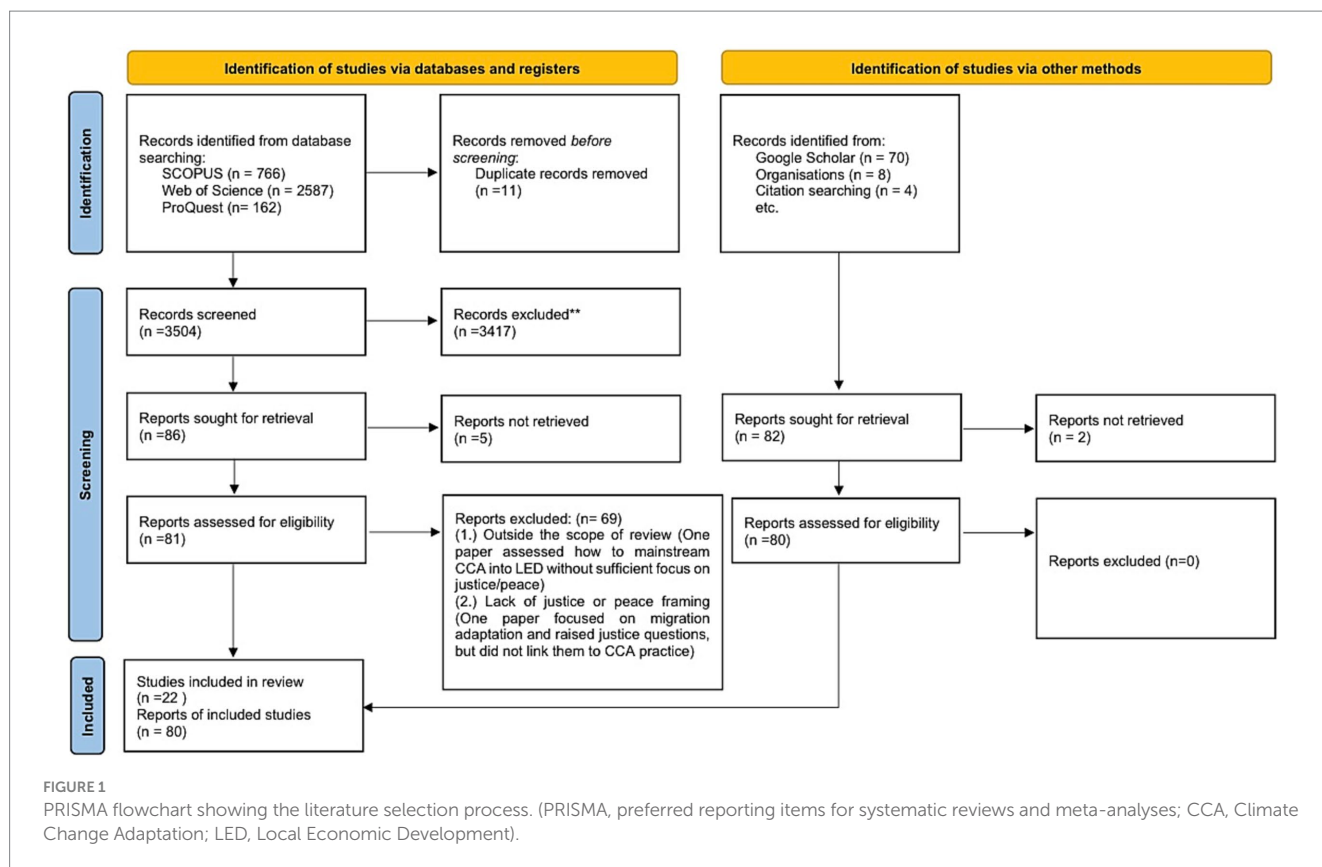 Identification of studies via databases and registers
Identification of studies via other methods
Identification
Records identified from database
searching:
SCOPUS (n = 766)
Web of Science (n = 2587)
ProQuest (n= 162)
Records removed before
screening:
Duplicate records removed
(n =11)
Records identified from:
Google Scholar (n = 70)
Organisations (n = 8)
Citation searching (n = 4)
etc.
Screening
Records screened
(n =3504)
Records excluded**
(n =3417)
Reports sought for retrieval
(n =86)
Reports not retrieved
(n =5)
Reports sought for retrieval
(n = 82)
Reports not retrieved
(n = 2)
Reports assessed for eligibility
(n =81)
Reports excluded: (n= 69)
(1.) Outside the scope of review (One
paper assessed how to mainstream
CCA into LED without sufficient focus on
justice/peace)
(2.) Lack of justice or peace framing
(One paper focused on migration
adaptation and raised justice questions,
but did not link them to CCA practice)
Reports assessed for eligibility
(n =80)
Reports excluded (n=0)
Included
Studies included in review
(n =22 )
Reports of included studies
(n = 80)
FIGURE 1
PRISMA flowchart showing the literature selection process. (PRISMA, preferred reporting items for systematic reviews and meta-analyses; CCA, Climate
Change Adaptation; LED, Local Economic Development).